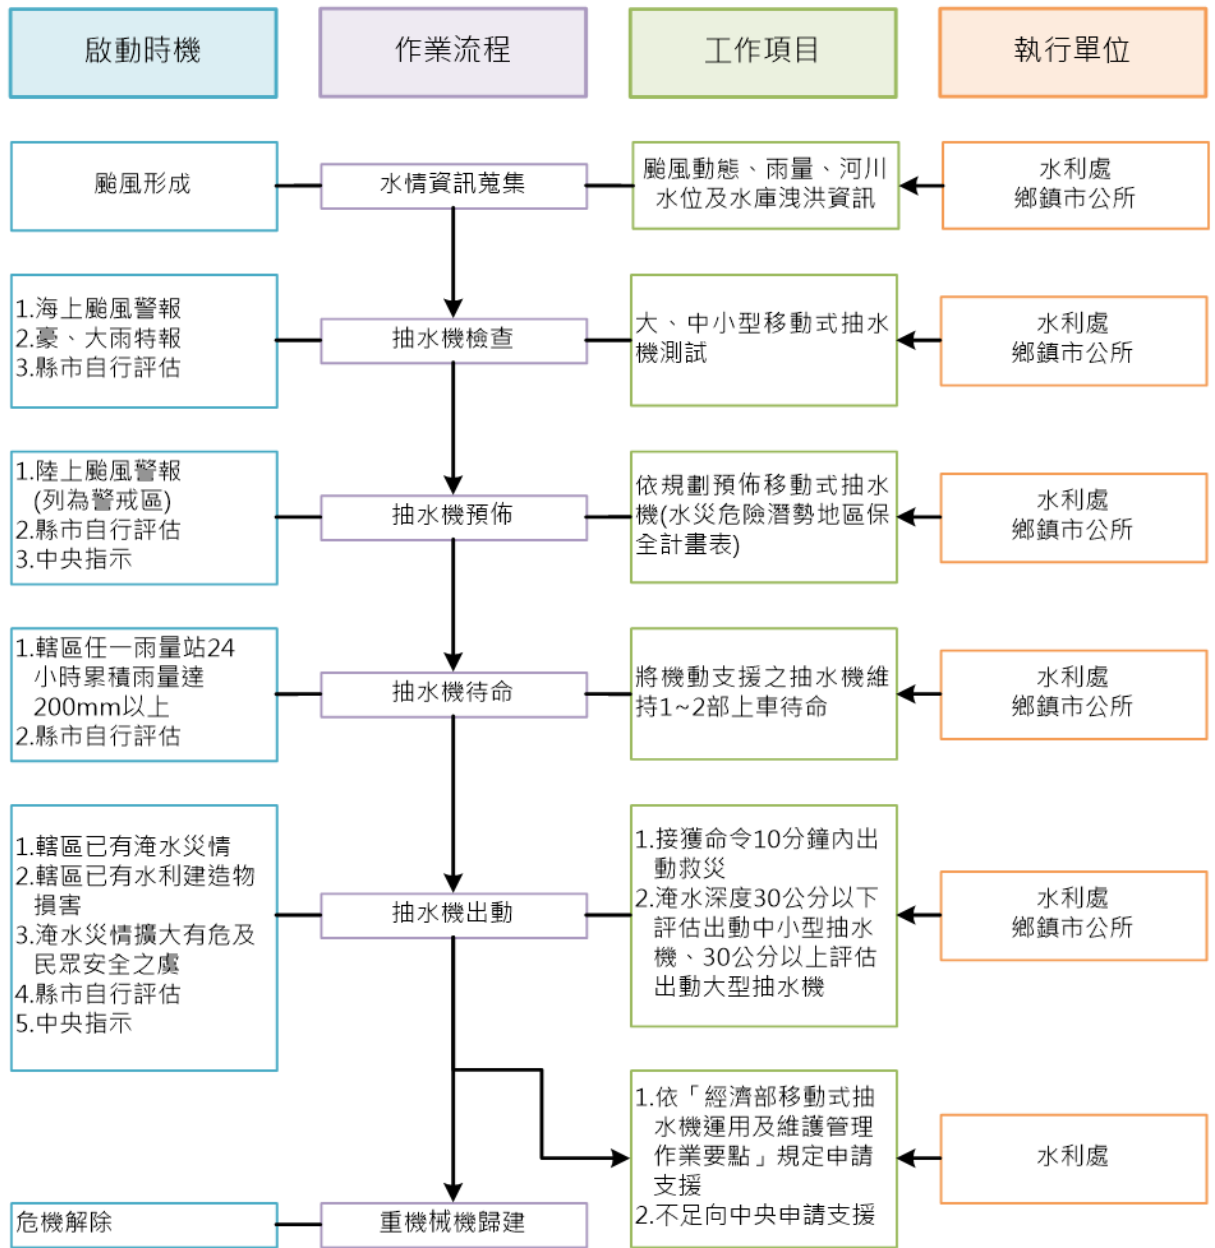 啟動時機
作業流程
工作項目
執行單位
颱風形成
水情資訊蒐集
颱風動態、雨量、河川
水位及水庫洩洪資訊
水利處
鄉鎮市公所
1.海上颱風警報
2.豪、大雨特報
3.縣市自行評估
抽水機檢查
大、中小型移動式抽水
機測試
水利處
鄉鎮市公所
1.陸上颱風警報
(列為警戒區)
2.縣市自行評估
3.中央指示
抽水機預佈
依規劃預佈移動式抽水
機(水災危險潛勢地區保
全計畫表)
水利處
鄉鎮市公所
1.轄區任一雨量站24
小時累積雨量達
200mm以上
2.縣市自行評估
抽水機待命
將機動支援之抽水機維
持1~2部上車待命
水利處
鄉鎮市公所
1.轄區已有淹水災情
2.轄區已有水利建造物
損害
3.淹水災情擴大有危及
民眾安全之虞
4.縣市自行評估
5.中央指示
抽水機出動
1.接獲命令10分鐘內出
動救災
2.淹水深度30公分以下
評估出動中小型抽水
機、30公分以上評估
出動大型抽水機
水利處
鄉鎮市公所
1.依「經濟部移動式抽
水機運用及維護管理
作業要點」規定申請
支援
2.不足向中央申請支援
水利處
危機解除
重機械機歸建